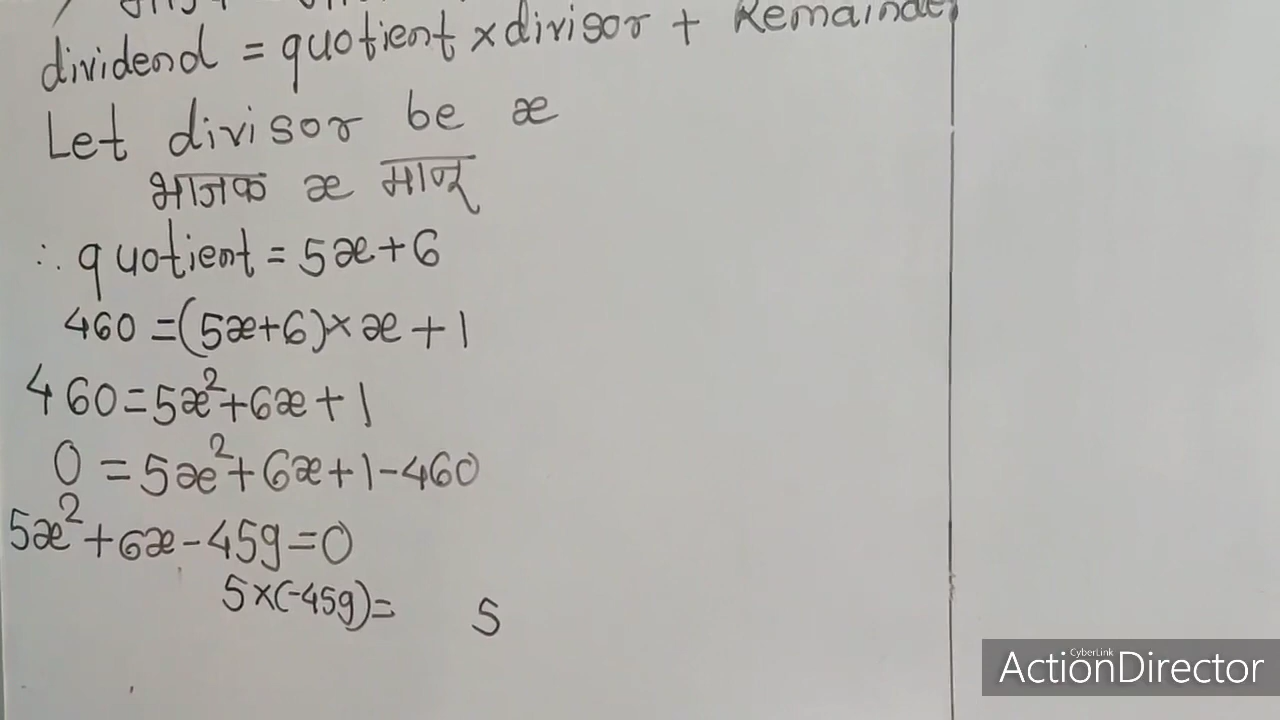 dividend = quotient × divisor + Remainder
Let divisor be x
भाजक x मानू
∴ quotient = 5x+6
460 =(5x+6)× x + 1
460=5x²+6x+1
0 = 5x²+6x+1-460
5x²+6x-459=0
5×(-459)= 5
CyberLink
ActionDirector